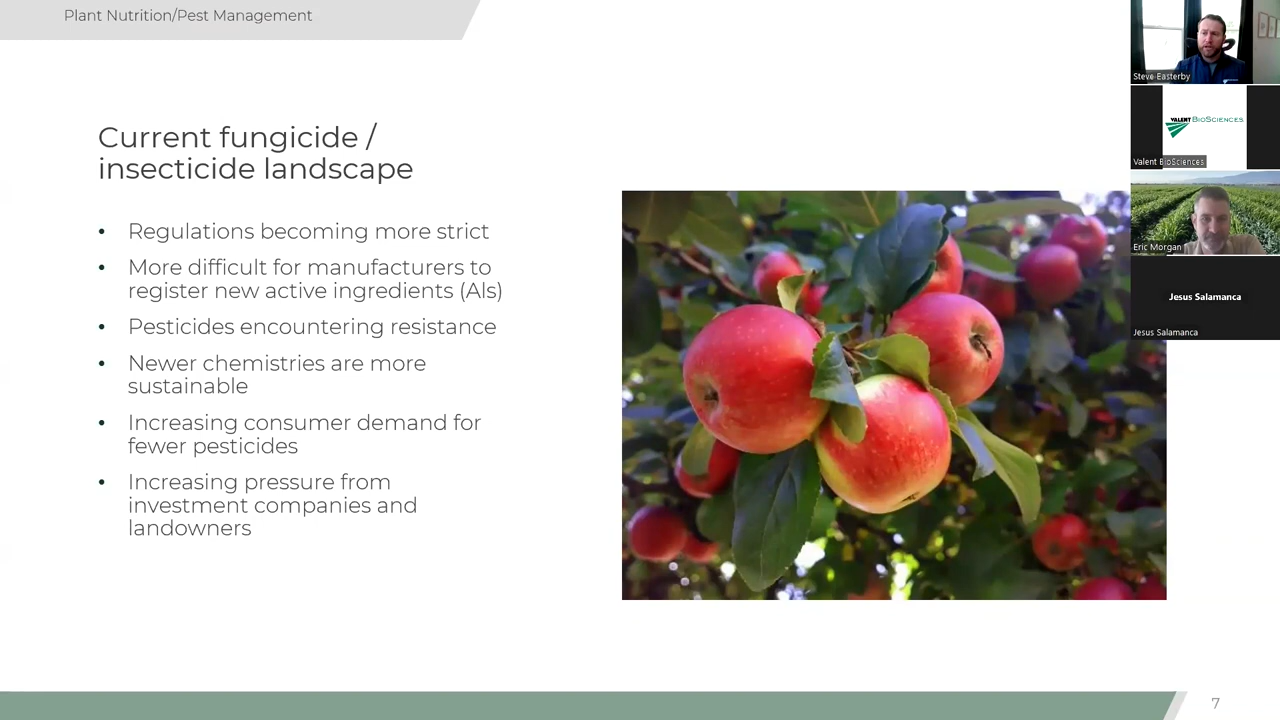 Plant Nutrition/Pest Management
Current fungicide /
insecticide landscape
• Regulations becoming more strict
• More difficult for manufacturers to
register new active ingredients (AIs)
• Pesticides encountering resistance
• Newer chemistries are more
sustainable
• Increasing consumer demand for
fewer pesticides
• Increasing pressure from
investment companies and
landowners
7
Steve Easterby
VALENT BIOSCIENCES
Valent BioSciences
Eric Morgan
Jesus Salamanca
Jesus Salamanca